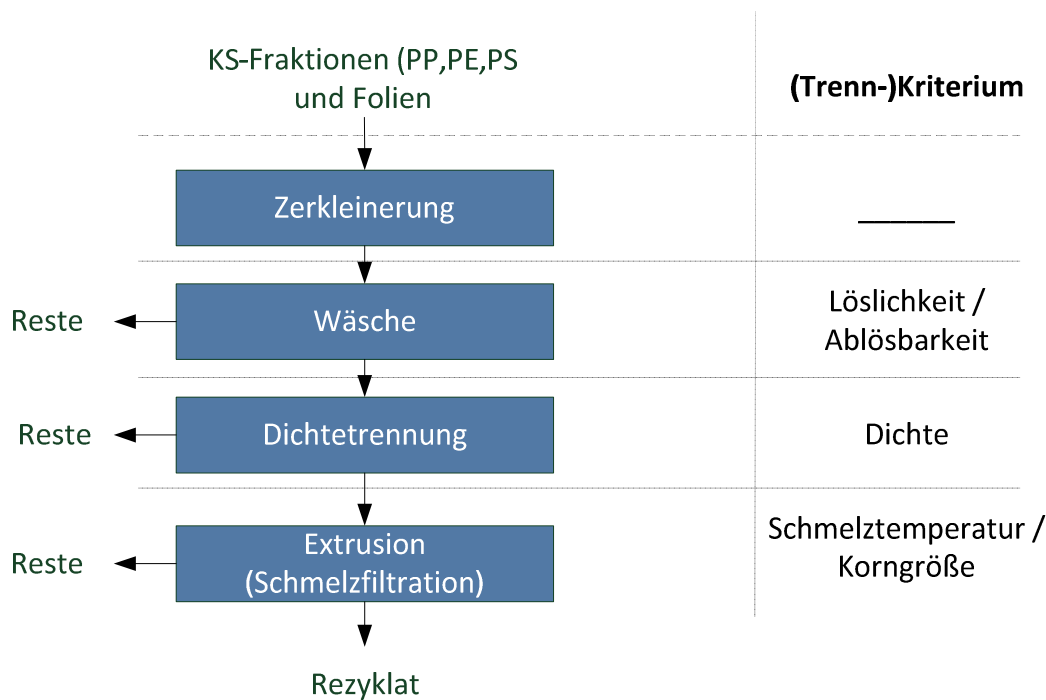 KS-Fraktionen (PP,PE,PS
und Folien
(Trenn-)Kriterium
Zerkleinerung
______
Reste
Wäsche
Löslichkeit /
Ablösbarkeit
Reste
Dichtetrennung
Dichte
Reste
Extrusion
(Schmelzfiltration)
Schmelztemperatur /
Korngröße
Rezyklat